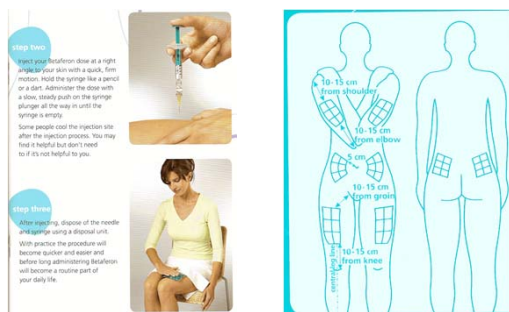 step two
Inject your Betaferon dose at a right
angle to your skin with a quick, firm
motion. Hold the syringe like a pencil
or a dart. Administer the dose with
a slow, steady push on the syringe
plunger all the way in until the
syringe is empty.
Some people cool the injection site
after the injection process. You may
find it helpful but don't need
to if it's not helpful to you.
step three
After injecting, dispose of the needle
and syringe using a disposal unit.
With practice the procedure will
become quicker and easier and
before long administering Betaferon
will become a routine part of
your daily life.
10-15 cm
from shoulder
10-15 cm
from elbow
5 cm
10-15 cm
from groin
10-15 cm
from knee
central leg line